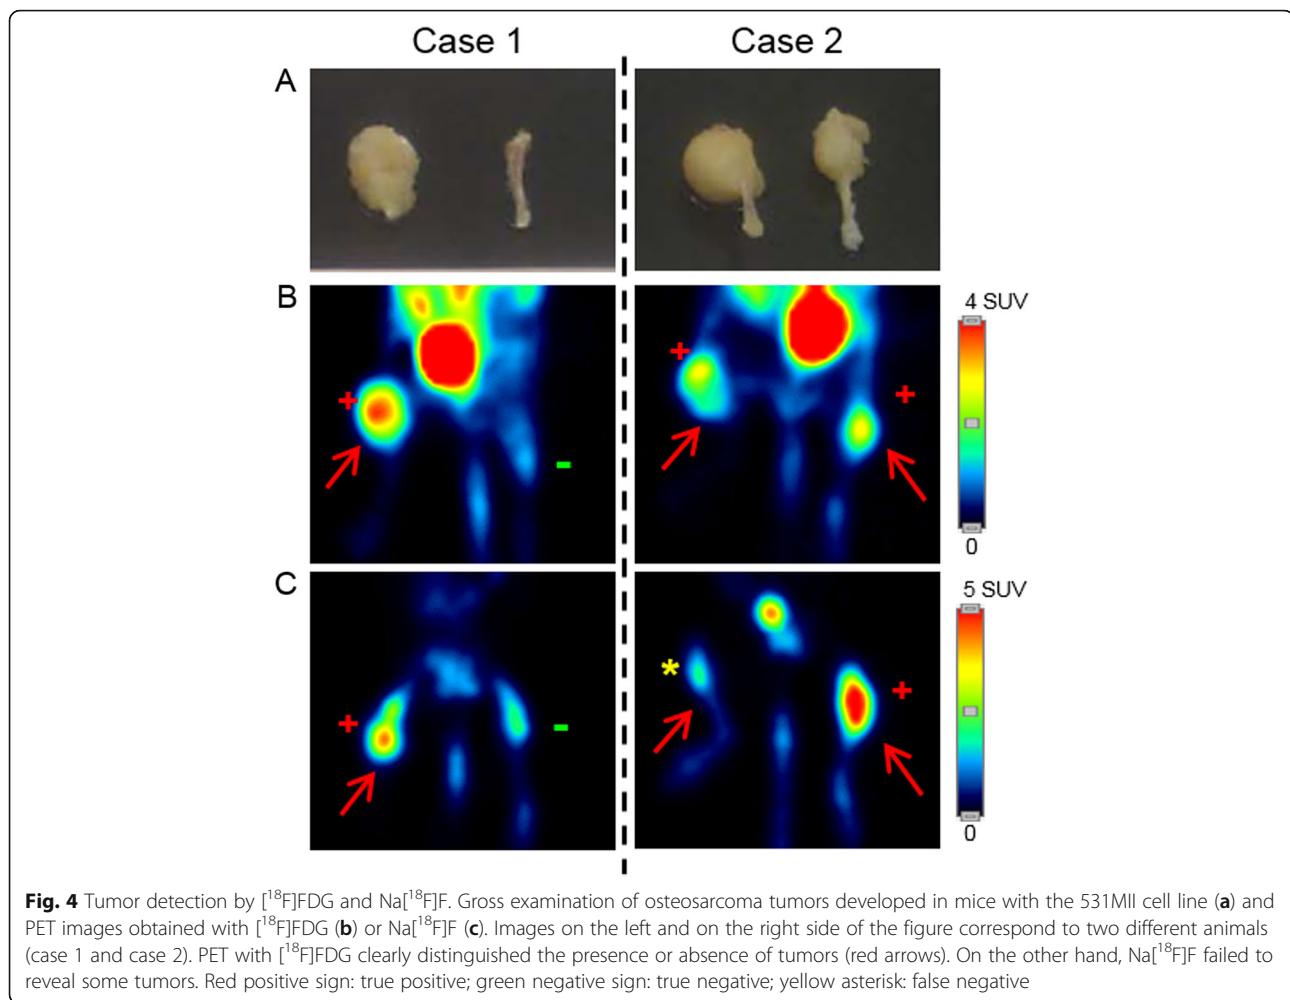 Case 1
Case 2
A
B
+
-
+
+
4 SUV
0
C
+
-
*
+
5 SUV
0
Fig. 4 Tumor detection by [18F]FDG and Na[18F]F. Gross examination of osteosarcoma tumors developed in mice with the 531MII cell line (a) and
PET images obtained with [18F]FDG (b) or Na[18F]F (c). Images on the left and on the right side of the figure correspond to two different animals
(case 1 and case 2). PET with [18F]FDG clearly distinguished the presence or absence of tumors (red arrows). On the other hand, Na[18F]F failed to
reveal some tumors. Red positive sign: true positive; green negative sign: true negative; yellow asterisk: false negative